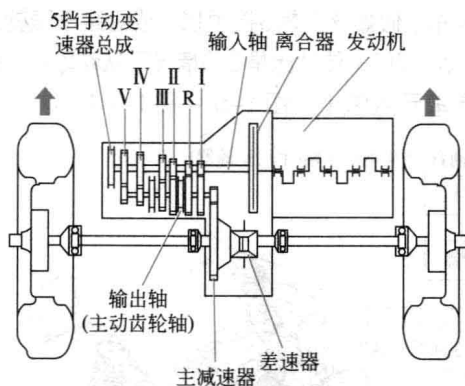 5挡手动变
速器总成
输入轴
离合器
发动机
Ⅴ
Ⅳ
Ⅲ
Ⅱ
R
Ⅰ
输出轴
(主动齿轮轴)
主减速器
差速器